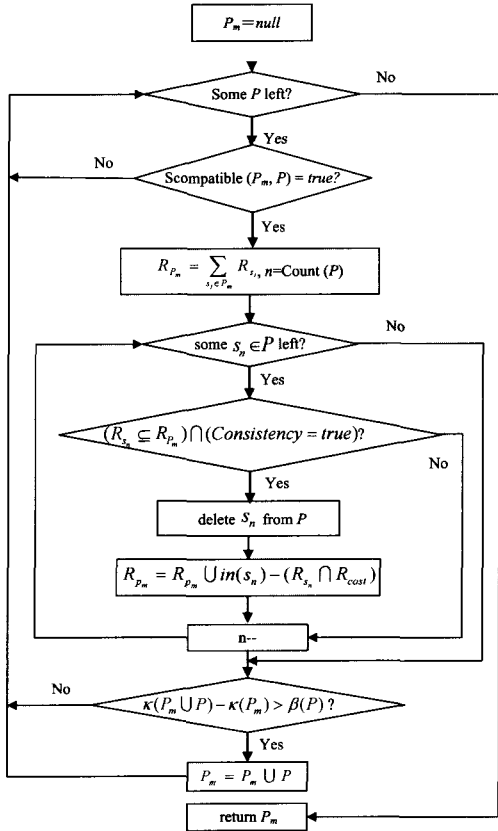 P_m = null
Some P left?
No
Yes
No
Scompatible (P_m, P) = true?
Yes
R_{P_m} = ∑_{s_i ∈ P_m} R_{s_i}, n=Count (P)
No
some s_n ∈ P left?
Yes
(R_{s_n} ⊆ R_{P_m}) ⋂ (Consistency = true)?
No
Yes
delete s_n from P
R_{p_m} = R_{p_m} ⋃ in(s_n) − (R_{s_n} ⋂ R_{cost})
n--
No
κ(P_m ⋃ P) − κ(P_m) > β(P) ?
Yes
P_m = P_m ⋃ P
return P_m